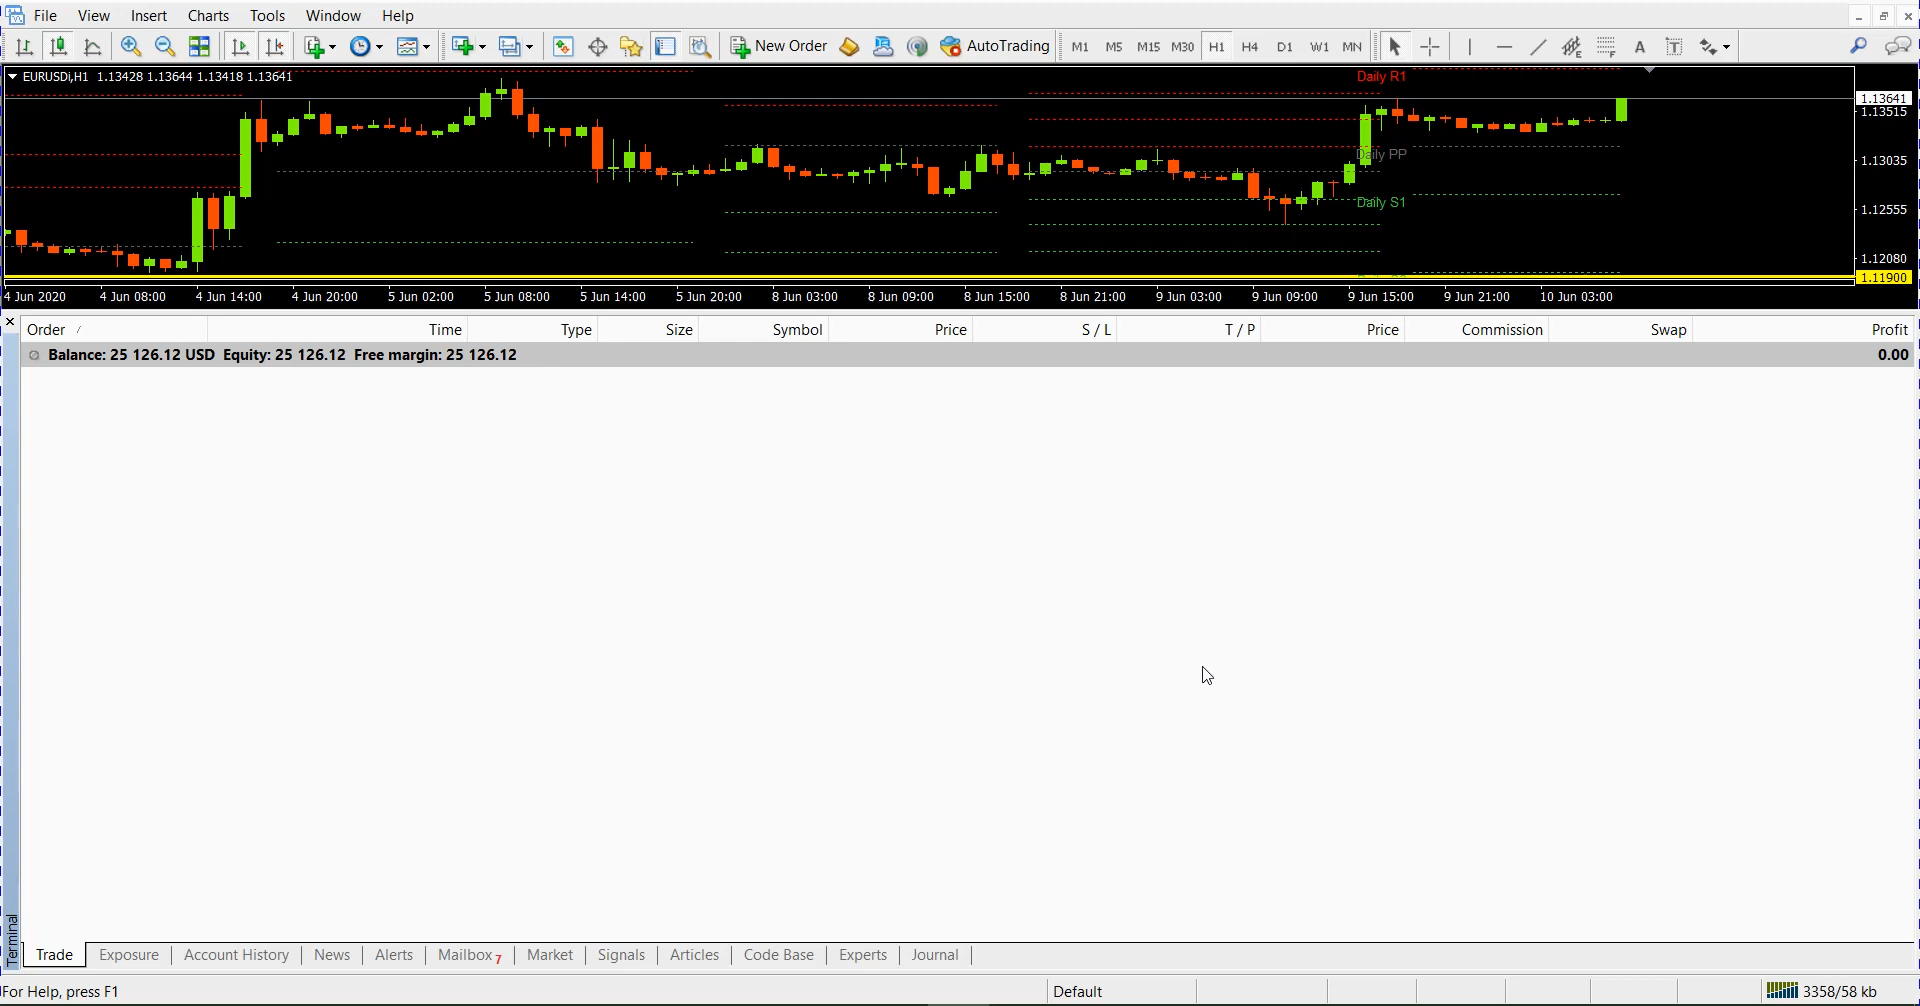 File View Insert Charts Tools Window Help
New Order AutoTrading M1 M5 M15 M30 H1 H4 D1 W1 MN A T
EURUSDi,H1 1.13428 1.13644 1.13418 1.13641
Daily R1
1.13641
1.13515
Daily PP
1.13035
Daily S1
1.12555
1.12080
1.11900
4 Jun 2020 4 Jun 08:00 4 Jun 14:00 4 Jun 20:00 5 Jun 02:00 5 Jun 08:00 5 Jun 14:00 5 Jun 20:00 8 Jun 03:00 8 Jun 09:00 8 Jun 15:00 8 Jun 21:00 9 Jun 03:00 9 Jun 09:00 9 Jun 15:00 9 Jun 21:00 10 Jun 03:00
Order / Time Type Size Symbol Price S / L T / P Price Commission Swap Profit
Balance: 25 126.12 USD Equity: 25 126.12 Free margin: 25 126.12 0.00
Terminal
Trade Exposure Account History News Alerts Mailbox 7 Market Signals Articles Code Base Experts Journal
For Help, press F1 Default 3358/58 kb